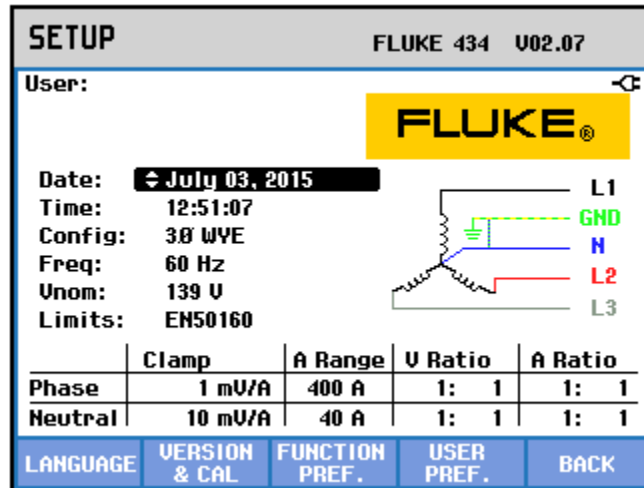 SETUP
FLUKE 434 V02.07
User:
FLUKE®
Date: July 03, 2015
Time: 12:51:07
Config: 3Ø WYE
Freq: 60 Hz
Vnom: 139 V
Limits: EN50160
L1
GND
N
L2
L3
Clamp A Range V Ratio A Ratio
Phase 1 mV/A 400 A 1: 1 1: 1
Neutral 10 mV/A 40 A 1: 1 1: 1
LANGUAGE VERSION & CAL FUNCTION PREF. USER PREF. BACK